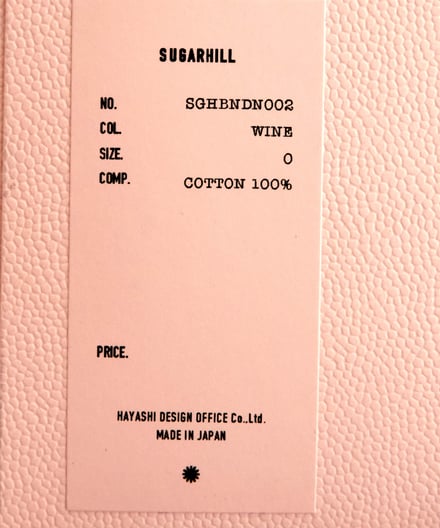 SUGARHILL
NO. SGHBNDN002
COL. WINE
SIZE. 0
COMP. COTTON 100%
PRICE.
HAYASHI DESIGN OFFICE Co.,Ltd.
MADE IN JAPAN